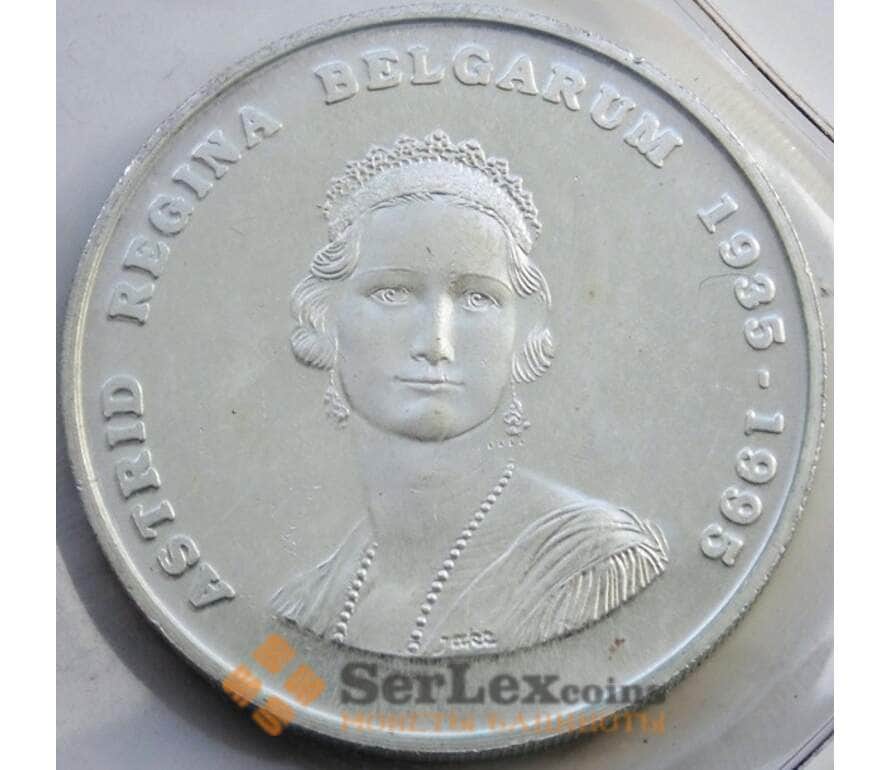 ASTRID REGINA BELGARUM 1935-1995
SerLexcoins
МОНЕТЫ БАНКНОТЫ